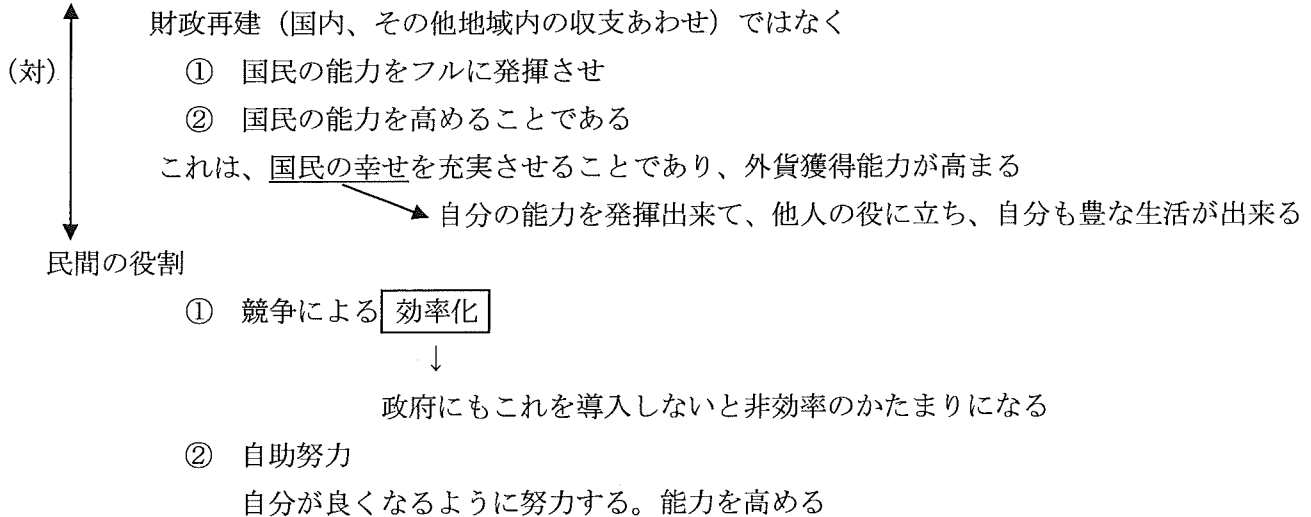 財政再建(国内、その他地域内の収支あわせ)ではなく
(対)
① 国民の能力をフルに発揮させ
② 国民の能力を高めることである
これは、国民の幸せを充実させることであり、外貨獲得能力が高まる
自分の能力を発揮出来て、他人の役に立ち、自分も豊な生活が出来る
民間の役割
① 競争による 効率化
↓
政府にもこれを導入しないと非効率のかたまりになる
② 自助努力
自分が良くなるように努力する。能力を高める